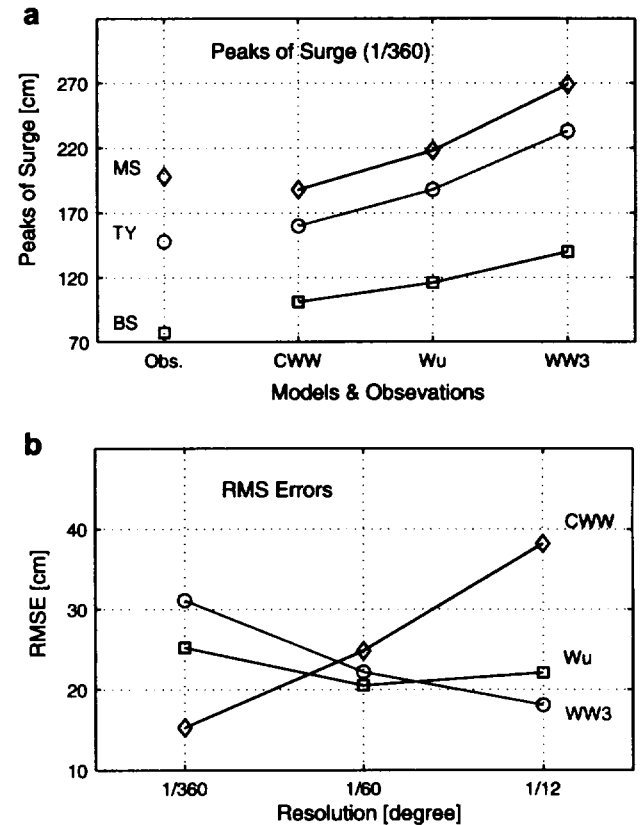 a
Peaks of Surge (1/360)
Peaks of Surge [cm]
270
220
170
120
70
MS
TY
BS
Obs.
CWW
Wu
WW3
Models & Obsevations
b
RMS Errors
RMSE [cm]
40
30
20
10
CWW
Wu
WW3
1/360
1/60
1/12
Resolution [degree]